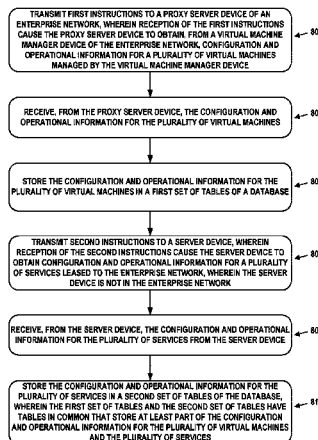 TRANSMIT FIRST INSTRUCTIONS TO A PROXY SERVER DEVICE OF AN
ENTERPRISE NETWORK, WHEREIN RECEPTION OF THE FIRST INSTRUCTIONS
CAUSE THE PROXY SERVER DEVICE TO OBTAIN, FROM A VIRTUAL MACHINE
MANAGER DEVICE OF THE ENTERPRISE NETWORK, CONFIGURATION AND
OPERATIONAL INFORMATION FOR A PLURALITY OF VIRTUAL MACHINES
MANAGED BY THE VIRTUAL MACHINE MANAGER DEVICE
80
RECEIVE, FROM THE PROXY SERVER DEVICE, THE CONFIGURATION AND
OPERATIONAL INFORMATION FOR THE PLURALITY OF VIRTUAL MACHINES
80
STORE THE CONFIGURATION AND OPERATIONAL INFORMATION FOR THE
PLURALITY OF VIRTUAL MACHINES IN A FIRST SET OF TABLES OF A DATABASE
80
TRANSMIT SECOND INSTRUCTIONS TO A SERVER DEVICE, WHEREIN
RECEPTION OF THE SECOND INSTRUCTIONS CAUSE THE SERVER DEVICE TO
OBTAIN CONFIGURATION AND OPERATIONAL INFORMATION FOR A PLURALITY
OF SERVICES LEASED TO THE ENTERPRISE NETWORK, WHEREIN THE SERVER
DEVICE IS NOT IN THE ENTERPRISE NETWORK
80
RECEIVE, FROM THE SERVER DEVICE, THE CONFIGURATION AND OPERATIONAL
INFORMATION FOR THE PLURALITY OF SERVICES FROM THE SERVER DEVICE
80
STORE THE CONFIGURATION AND OPERATIONAL INFORMATION FOR THE
PLURALITY OF SERVICES IN A SECOND SET OF TABLES OF THE DATABASE,
WHEREIN THE FIRST SET OF TABLES AND THE SECOND SET OF TABLES HAVE
TABLES IN COMMON THAT STORE AT LEAST PART OF THE CONFIGURATION
AND OPERATIONAL INFORMATION FOR THE PLURALITY OF VIRTUAL MACHINES
AND THE PLURALITY OF SERVICES
81